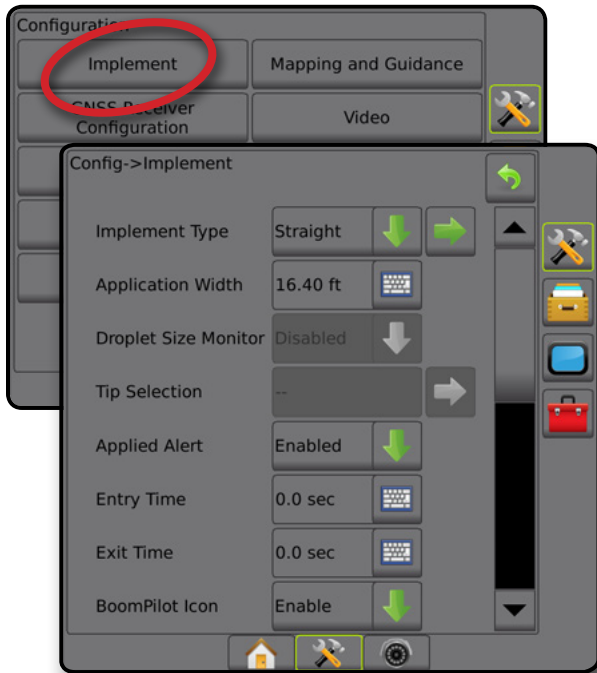 Configuration
Implement
Mapping and Guidance
GNSS Receiver
Configuration
Video
Config->Implement
Implement Type Straight
Application Width 16.40 ft
Droplet Size Monitor Disabled
Tip Selection --
Applied Alert Enabled
Entry Time 0.0 sec
Exit Time 0.0 sec
BoomPilot Icon Enable